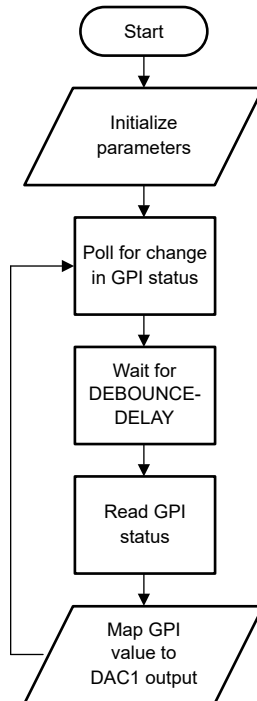 Start
Initialize
parameters
Poll for change
in GPI status
Wait for
DEBOUNCE-
DELAY
Read GPI
status
Map GPI
value to
DAC1 output